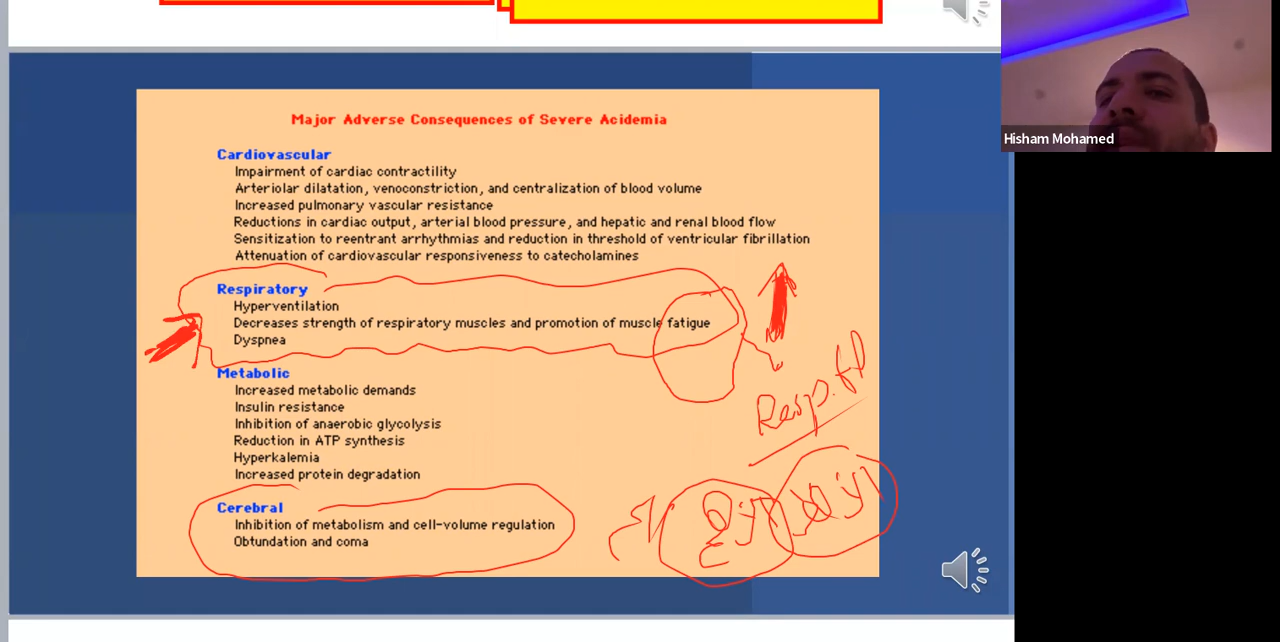 Major Adverse Consequences of Severe Acidemia
Cardiovascular
Impairment of cardiac contractility
Arteriolar dilatation, venoconstriction, and centralization of blood volume
Increased pulmonary vascular resistance
Reductions in cardiac output, arterial blood pressure, and hepatic and renal blood flow
Sensitization to reentrant arrhythmias and reduction in threshold of ventricular fibrillation
Attenuation of cardiovascular responsiveness to catecholamines
Respiratory
Hyperventilation
Decreases strength of respiratory muscles and promotion of muscle fatigue
Dyspnea
Metabolic
Increased metabolic demands
Insulin resistance
Inhibition of anaerobic glycolysis
Reduction in ATP synthesis
Hyperkalemia
Increased protein degradation
Cerebral
Inhibition of metabolism and cell-volume regulation
Obtundation and coma
Resp.
Hisham Mohamed